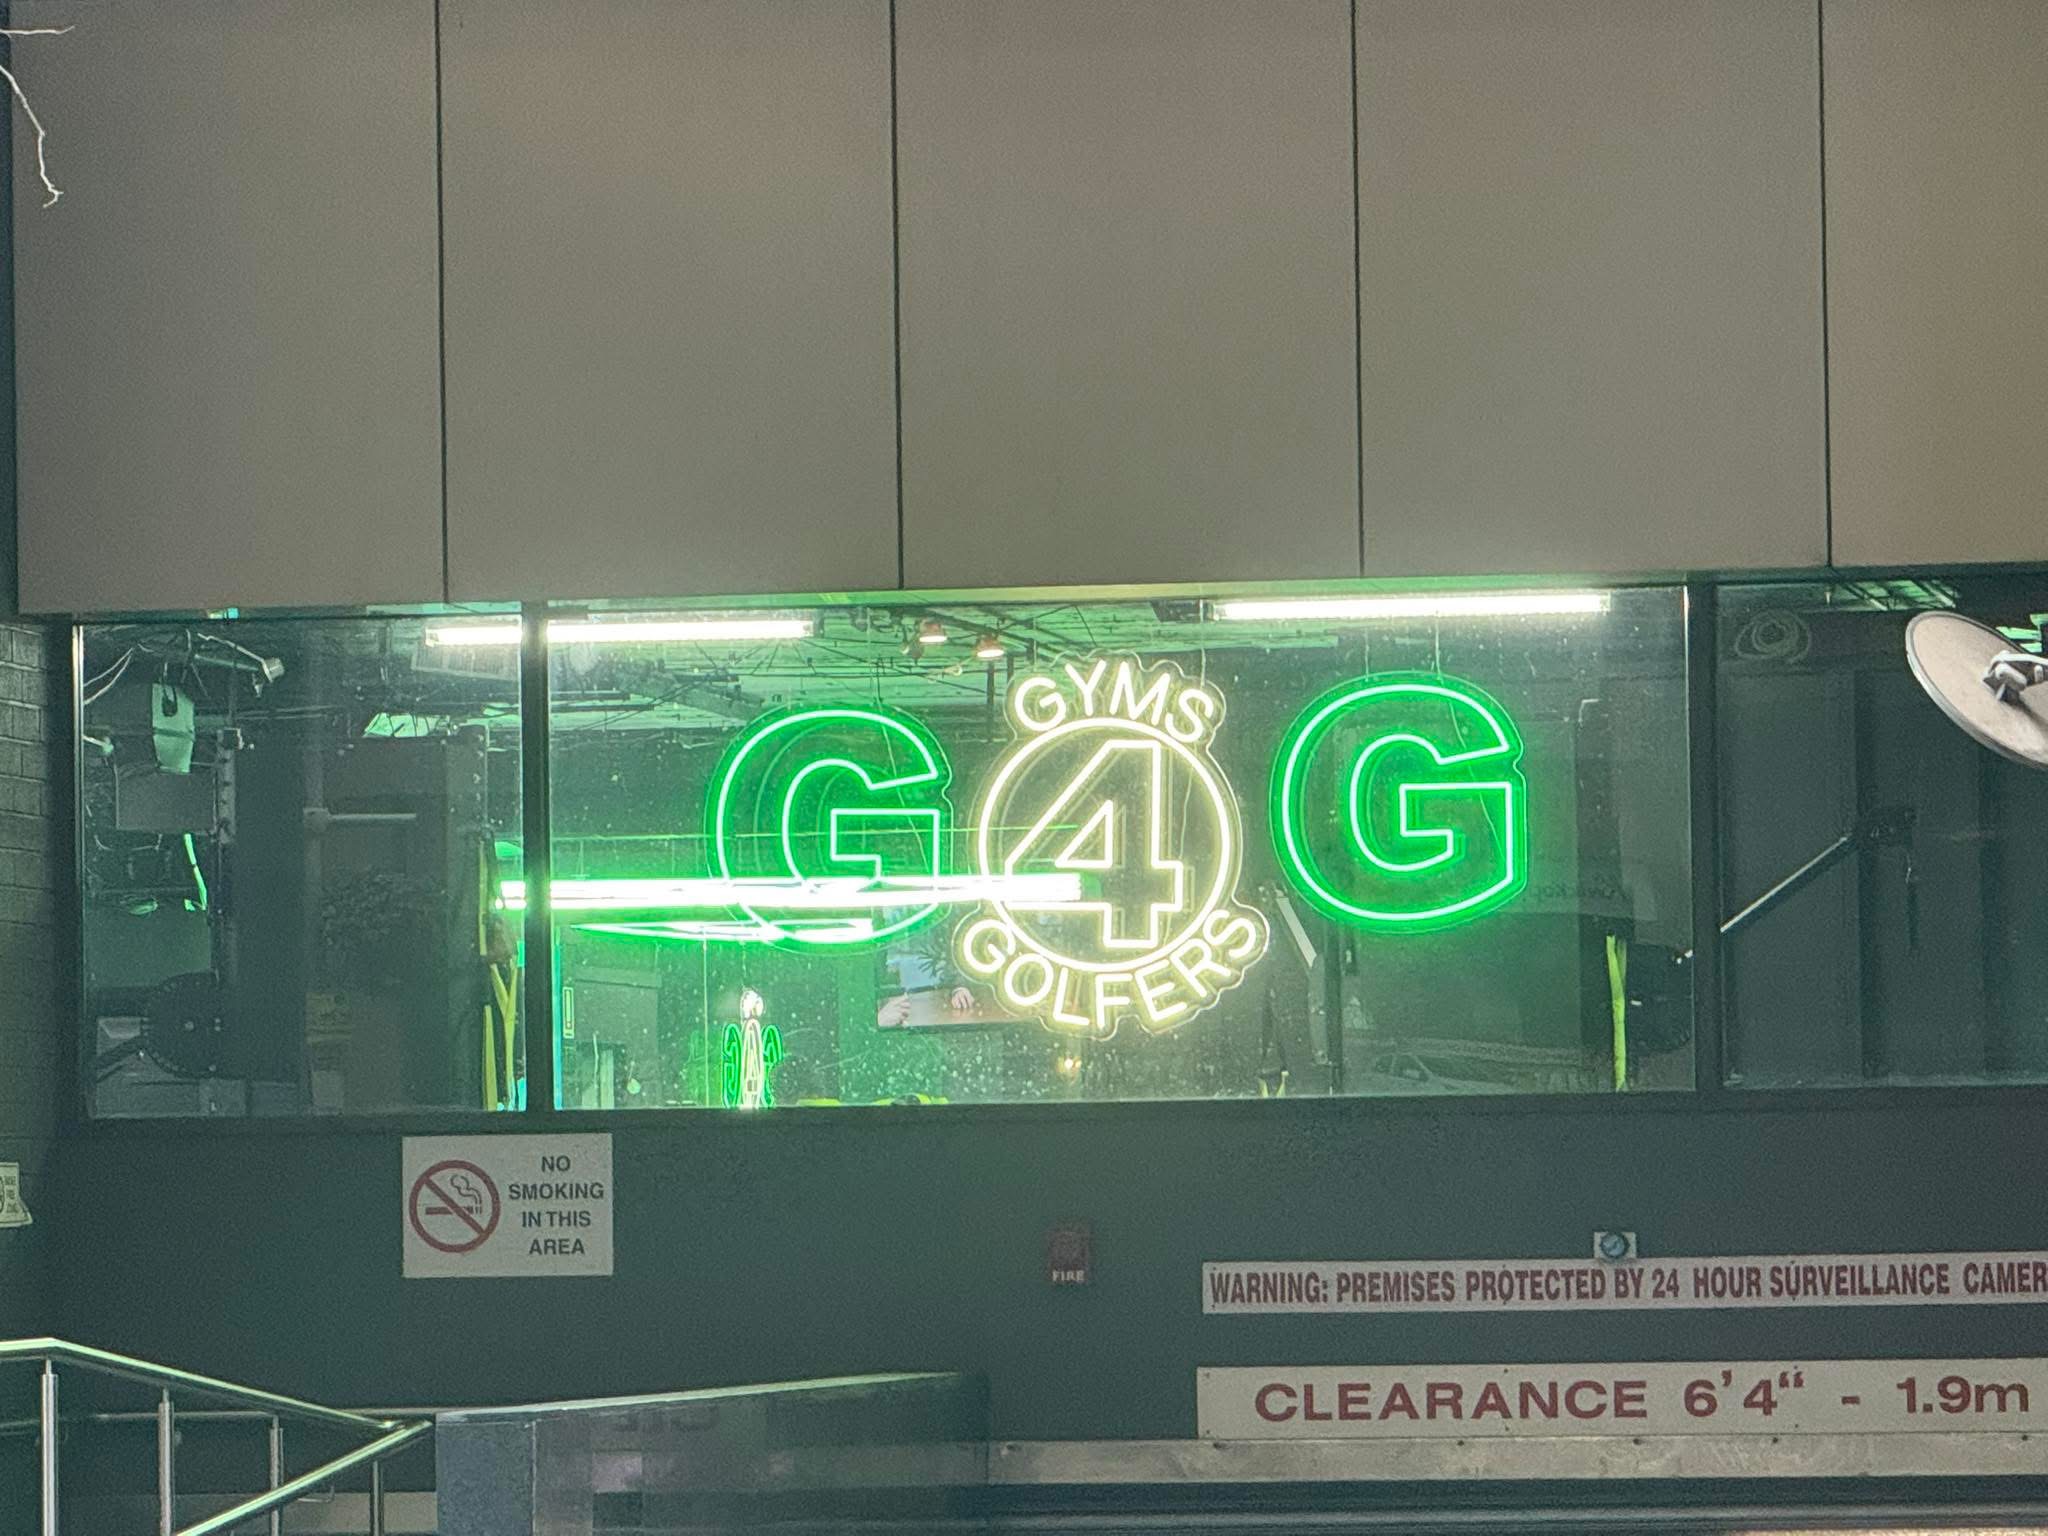 GYMS
G 4 G
GOLFERS
NO
SMOKING
IN THIS
AREA
FIRE
WARNING: PREMISES PROTECTED BY 24 HOUR SURVEILLANCE CAMER
CLEARANCE 6'4“ - 1.9m